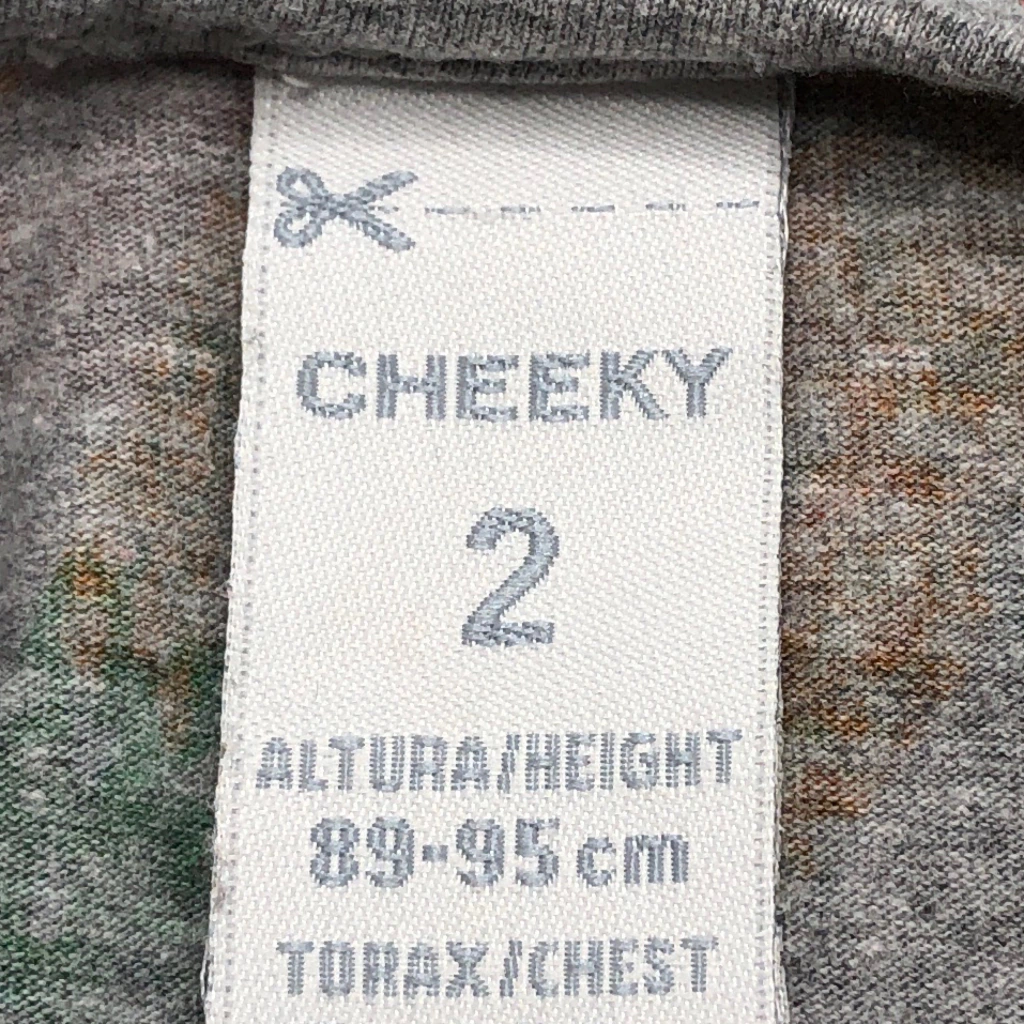 CHEEKY
2
ALTURA/HEIGHT
89-95 cm
TORAX/CHEST